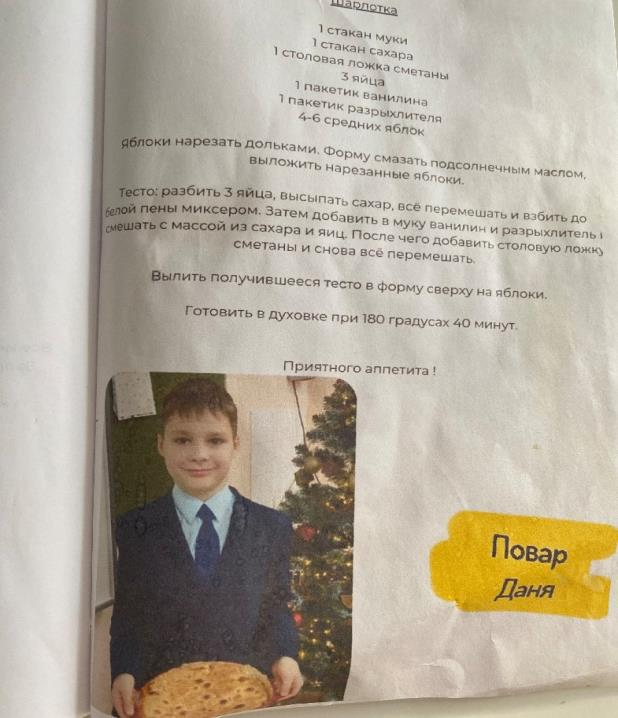 Шарлотка
1 стакан муки
1 стакан сахара
1 столовая ложка сметаны
3 яйца
1 пакетик ванилина
1 пакетик разрыхлителя
4-6 средних яблок
Яблоки нарезать дольками. Форму смазать подсолнечным маслом,
выложить нарезанные яблоки.
Тесто: разбить 3 яйца, высыпать сахар, всё перемешать и взбить до
белой пены миксером. Затем добавить в муку ванилин и разрыхлитель и
смешать с массой из сахара и яиц. После чего добавить столовую ложку
сметаны и снова всё перемешать.
Вылить получившееся тесто в форму сверху на яблоки.
Готовить в духовке при 180 градусах 40 минут.
Приятного аппетита !
Повар
Даня